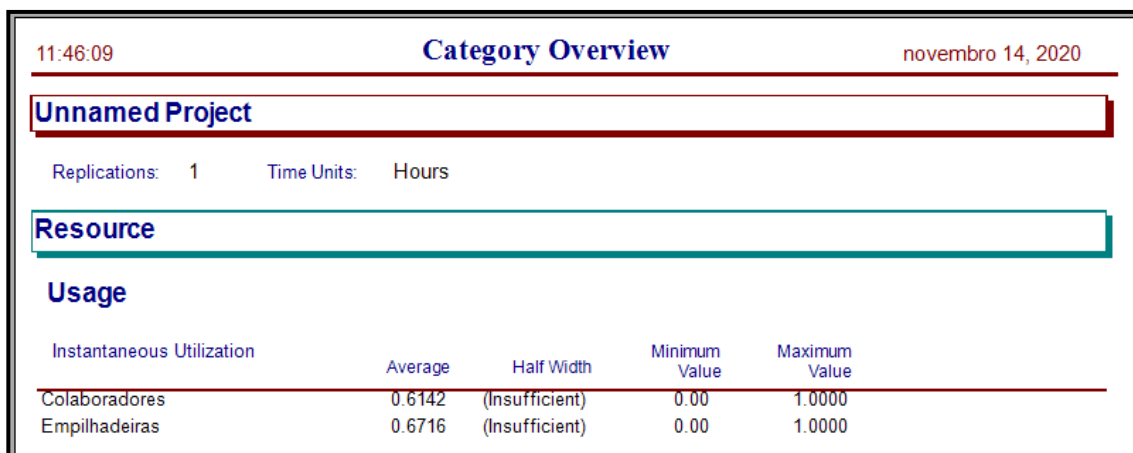 11:46:09 Category Overview novembro 14, 2020
Unnamed Project
Replications: 1 Time Units: Hours
Resource
Usage
Instantaneous Utilization Average Half Width Minimum Value Maximum Value
Colaboradores 0.6142 (Insufficient) 0.00 1.0000
Empilhadeiras 0.6716 (Insufficient) 0.00 1.0000